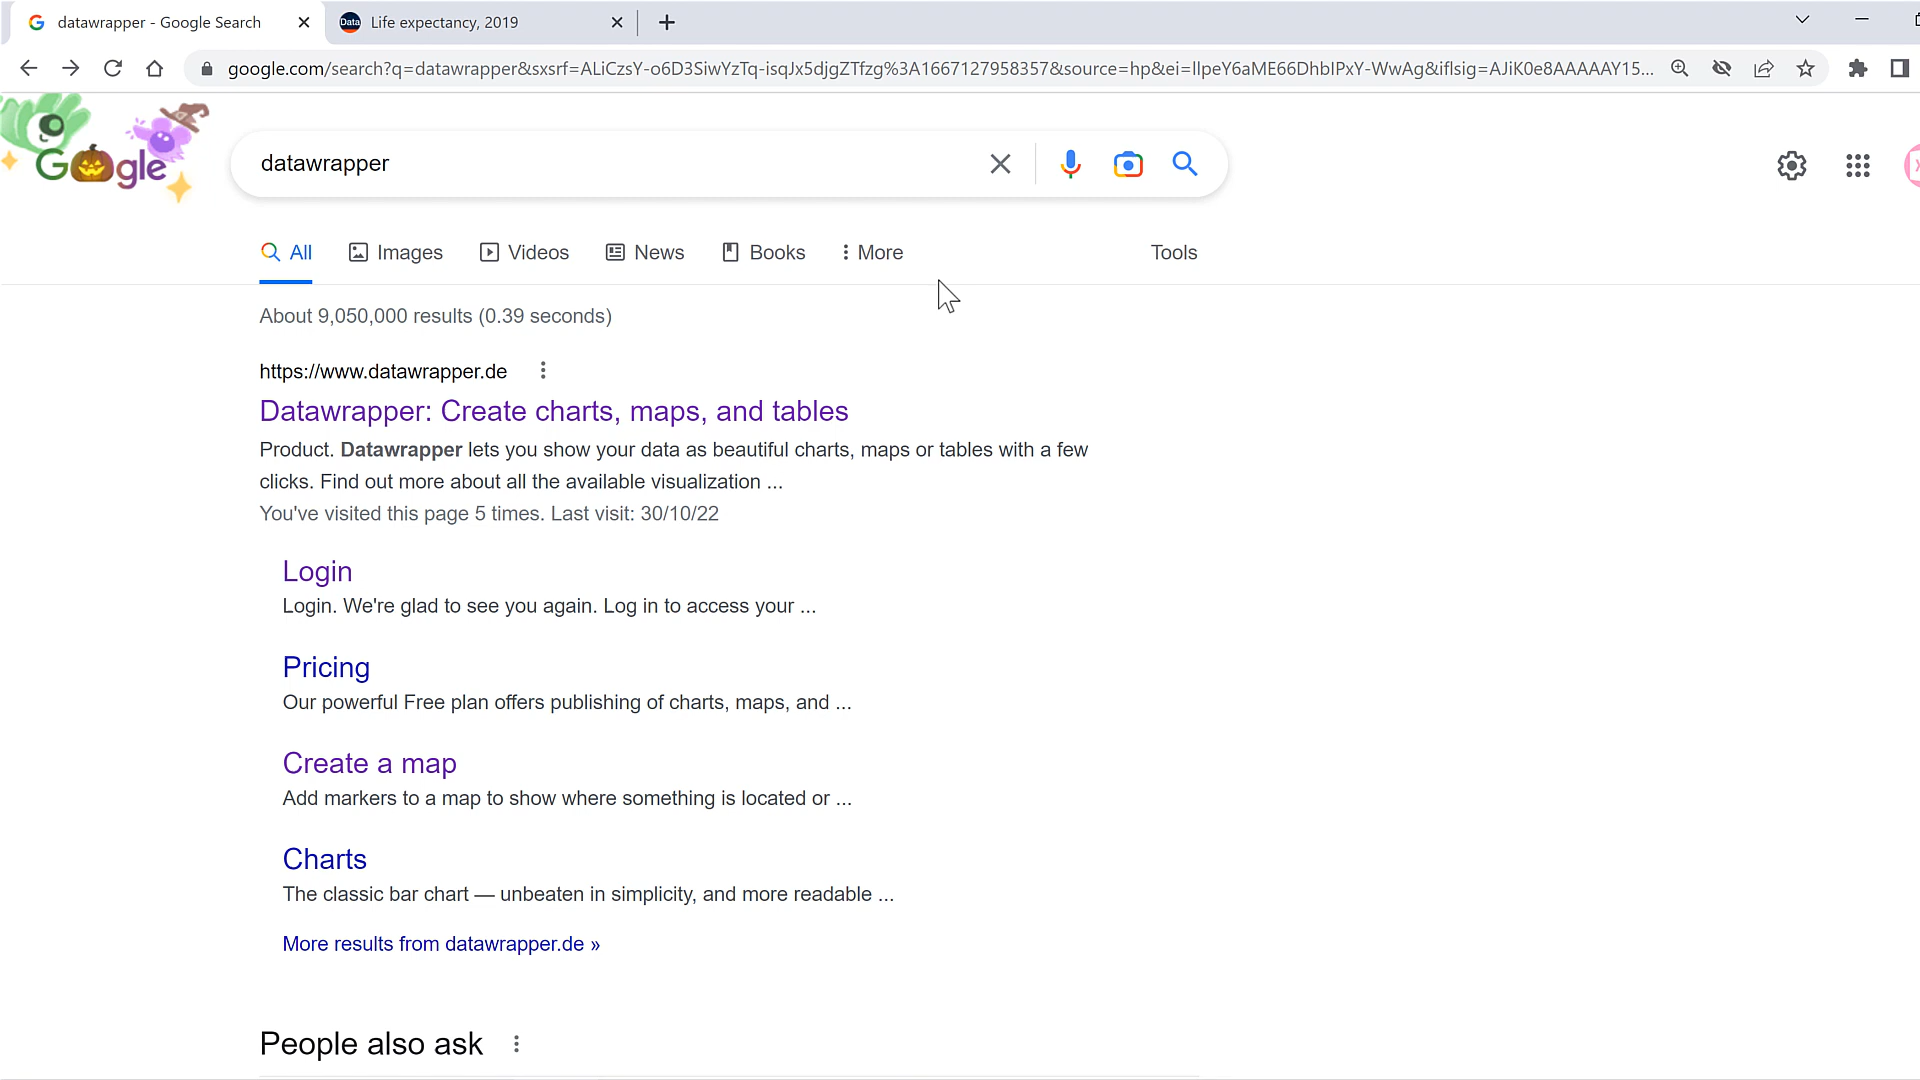 datawrapper - Google Search
Data
Life expectancy, 2019
google.com/search?q=datawrapper&sxsrf=ALiCzsY-o6D3SiwYzTq-isqJx5djgZTfzg%3A1667127958357&source=hp&ei=llpeY6aME66DhbIPxY-WwAg&iflsig=AJiK0e8AAAAAY15...
Google
datawrapper
All
Images
Videos
News
Books
More
Tools
About 9,050,000 results (0.39 seconds)
https://www.datawrapper.de
Datawrapper: Create charts, maps, and tables
Product. Datawrapper lets you show your data as beautiful charts, maps or tables with a few
clicks. Find out more about all the available visualization ...
You've visited this page 5 times. Last visit: 30/10/22
Login
Login. We're glad to see you again. Log in to access your ...
Pricing
Our powerful Free plan offers publishing of charts, maps, and ...
Create a map
Add markers to a map to show where something is located or ...
Charts
The classic bar chart — unbeaten in simplicity, and more readable ...
More results from datawrapper.de »
People also ask